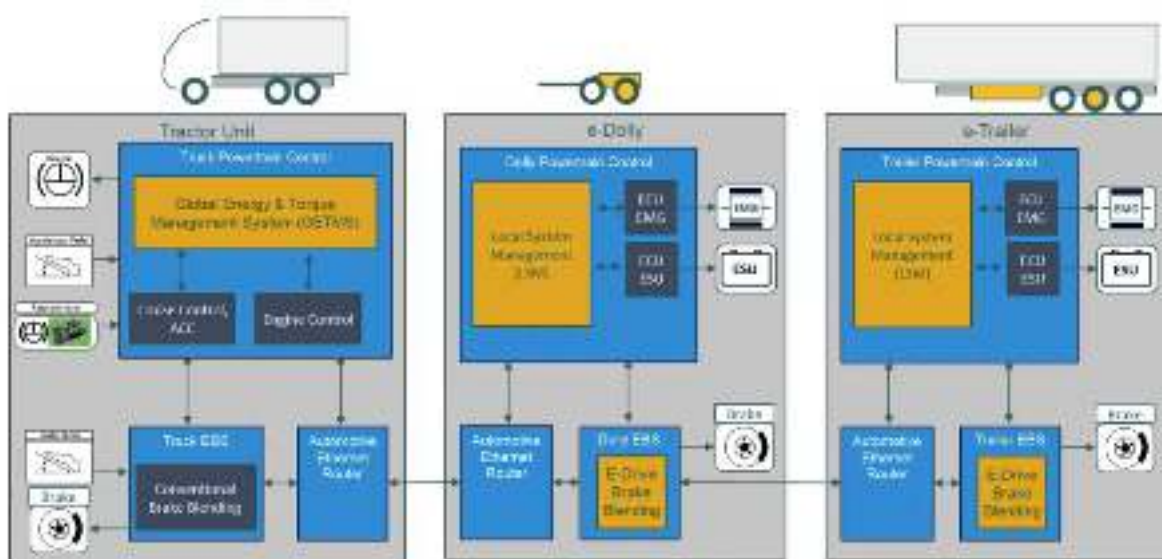 Tractor Unit
Truck Powertrain Control
Global Energy & Torque
Management System (GETMS)
Cruise Control,
ACC
Engine Control
Truck EBS
Conventional
Brake Blending
Automotive
Ethernet
Router
Brake
e-Dolly
Dolly Powertrain Control
Local System
Management
ECU
EMG
ECU
ESU
ESU
Automotive
Ethernet
Router
Dolly EBS
E-Drive
Brake
Blending
Brake
e-Trailer
Trailer Powertrain Control
Local System
Management
(LSM)
ECU
EMG
ECU
ESU
EMG
ESU
Automotive
Ethernet
Router
Trailer EBS
E-Drive
Brake
Blending
Brake